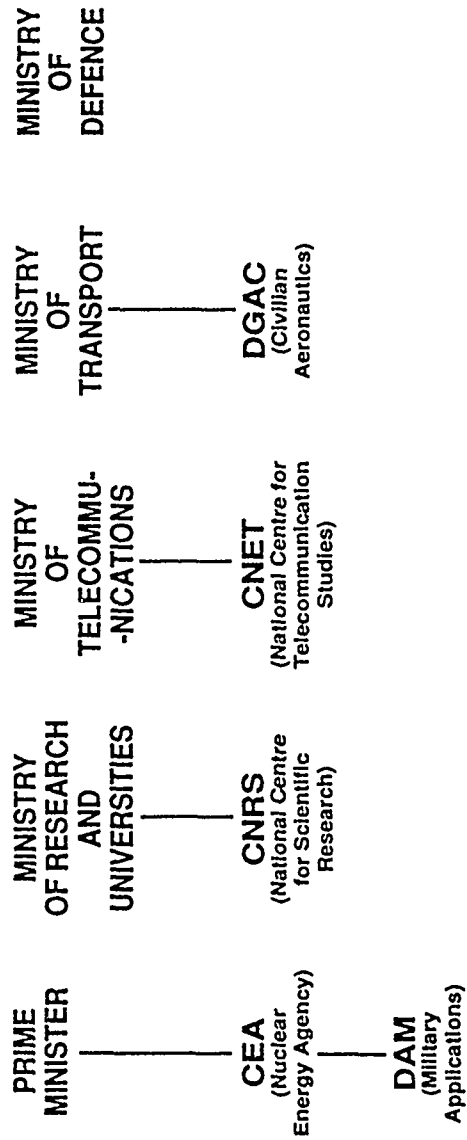 PRIME
MINISTER
CEA
(Nuclear
Energy Agency)
DAM
(Military
Applications)
MINISTRY
OF RESEARCH
AND
UNIVERSITIES
CNRS
(National Centre
for Scientific
Research)
MINISTRY
OF
TELECOMMU-
-NICATIONS
CNET
(National Centre for
Telecommunication
Studies)
MINISTRY
OF
TRANSPORT
DGAC
(Civilian
Aeronautics)
MINISTRY
OF
DEFENCE